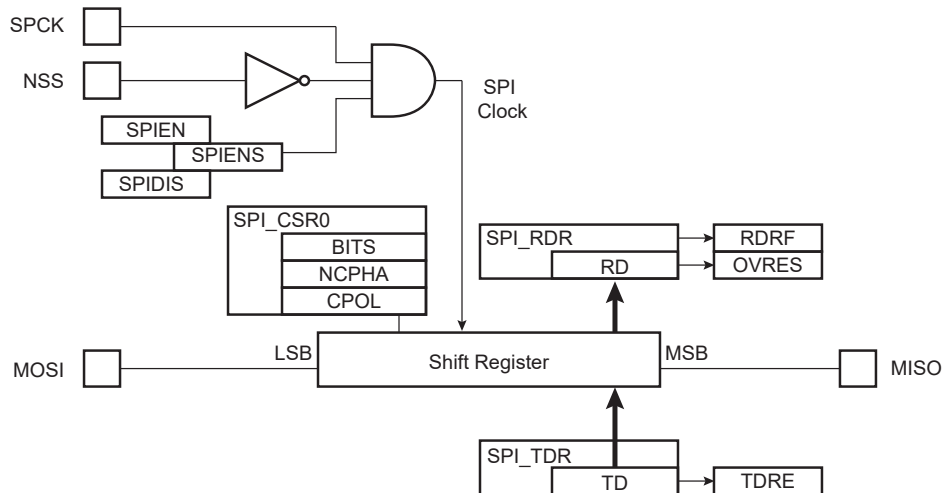 SPCK
NSS
SPI
Clock
SPIEN
SPIENS
SPIDIS
SPI_CSR0
BITS
NCPHA
CPOL
SPI_RDR
RD
RDRF
OVRES
MOSI
LSB
Shift Register
MSB
MISO
SPI_TDR
TD
TDRE